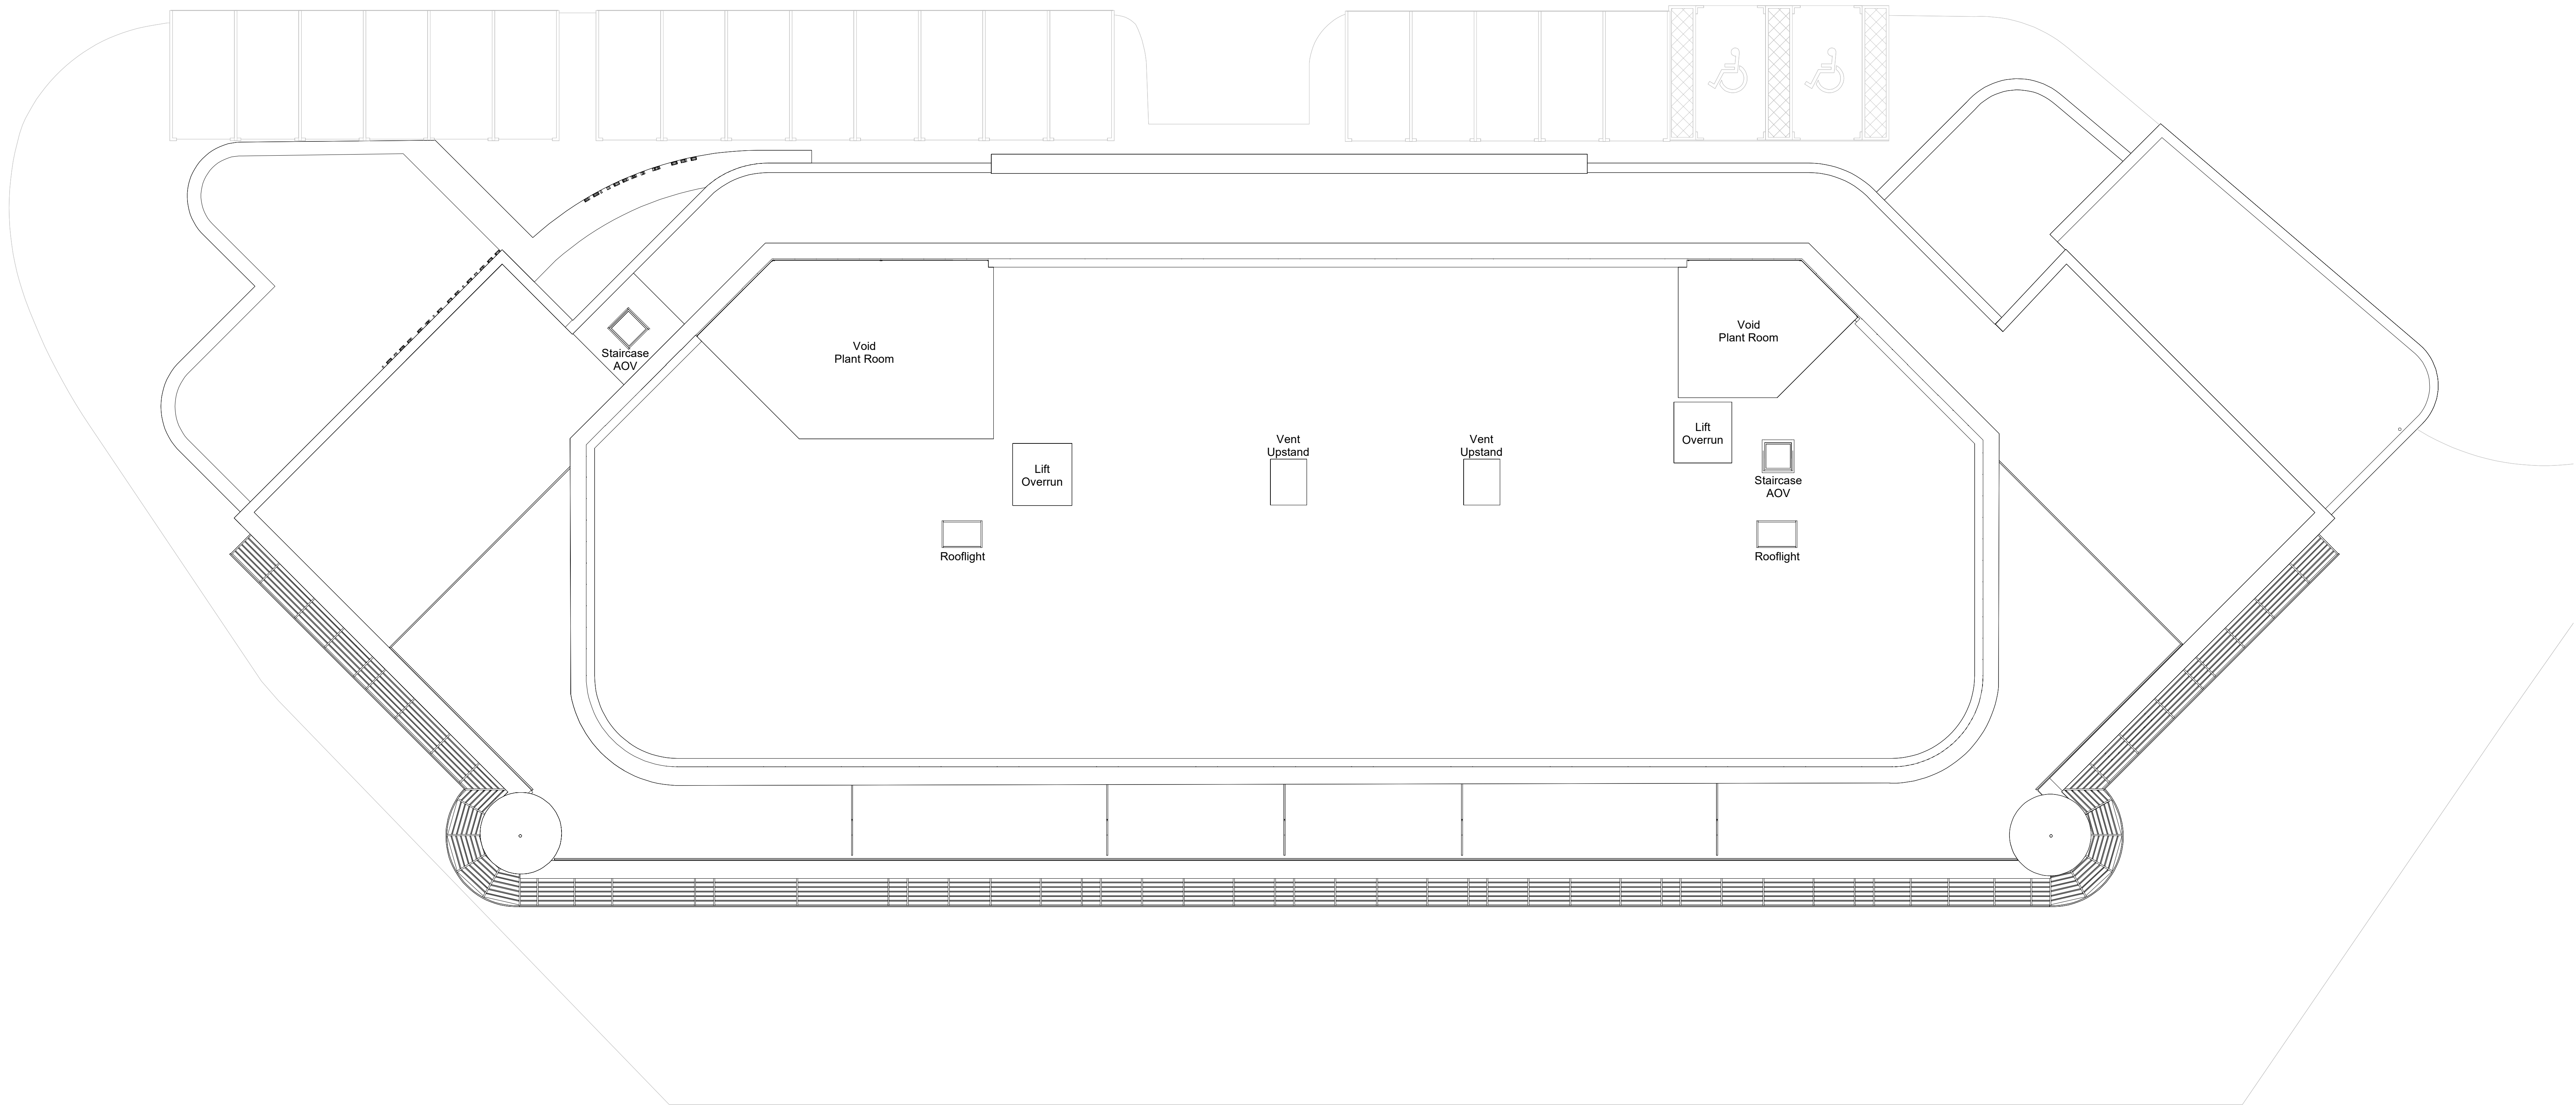 Staircase
AOV
Void
Plant Room
Void
Plant Room
Lift
Overrun
Vent
Upstand
Vent
Upstand
Lift
Overrun
Staircase
AOV
Rooflight
Rooflight